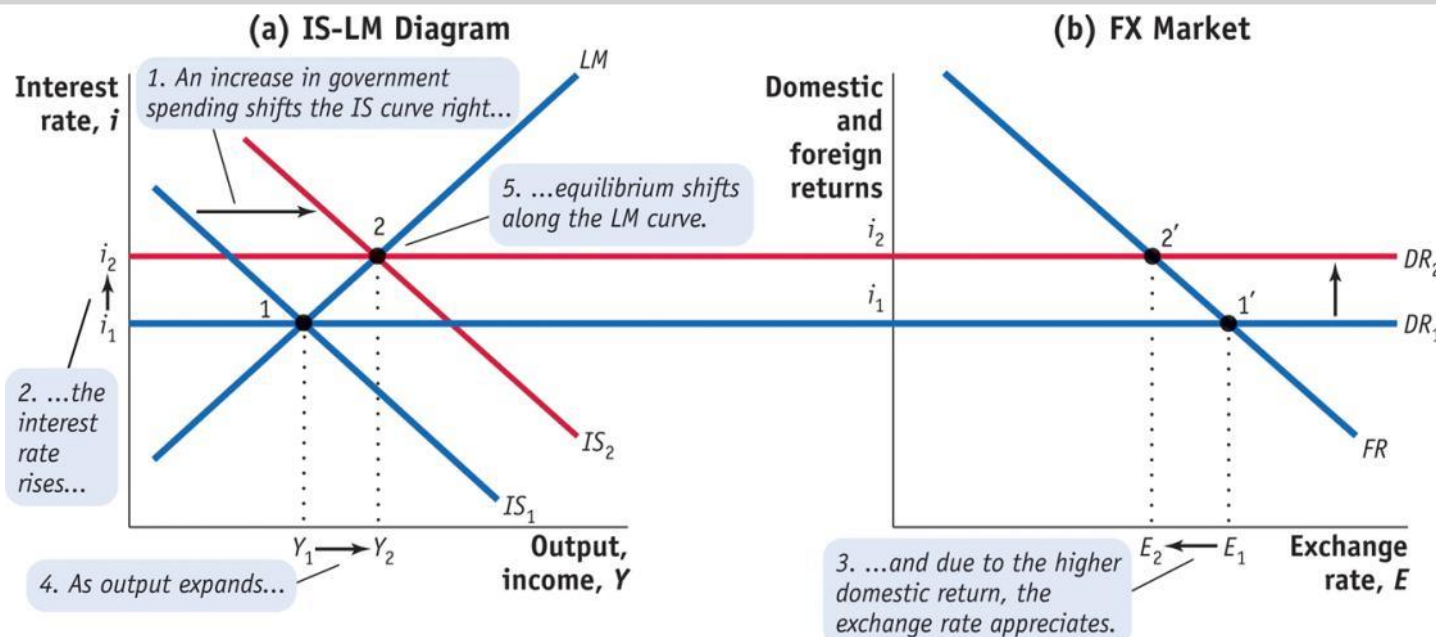 (a) IS-LM Diagram
Interest
rate, i
1. An increase in government
spending shifts the IS curve right...
LM
5. ...equilibrium shifts
along the LM curve.
2
i2
1
i1
2. ...the
interest
rate
rises...
IS2
IS1
Y1
Y2
Output,
income, Y
4. As output expands...
(b) FX Market
Domestic
and
foreign
returns
i2
2′
DR2
i1
1′
DR1
FR
E2
E1
Exchange
rate, E
3. ...and due to the higher
domestic return, the
exchange rate appreciates.